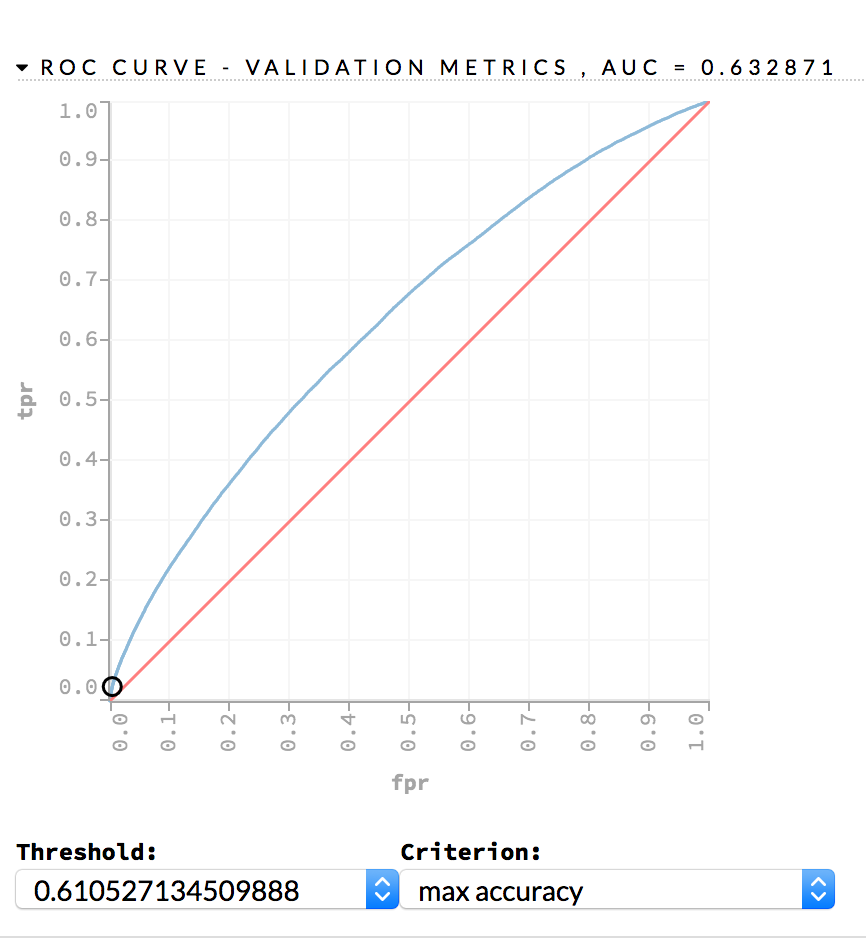 ROC CURVE - VALIDATION METRICS , AUC = 0.632871
1.0
0.9
0.8
0.7
0.6
0.5
0.4
0.3
0.2
0.1
0.0
tpr
0.0 0.1 0.2 0.3 0.4 0.5 0.6 0.7 0.8 0.9 1.0
fpr
Threshold: Criterion:
0.610527134509888 max accuracy